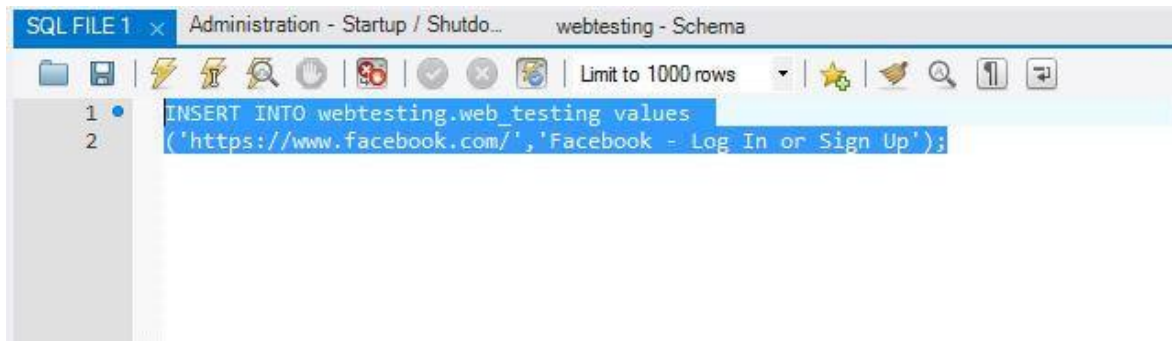 SQL FILE 1 Administration - Startup / Shutdo... webtesting - Schema
Limit to 1000 rows
1 INSERT INTO webtesting.web_testing values
2 ('https://www.facebook.com/','Facebook - Log In or Sign Up');